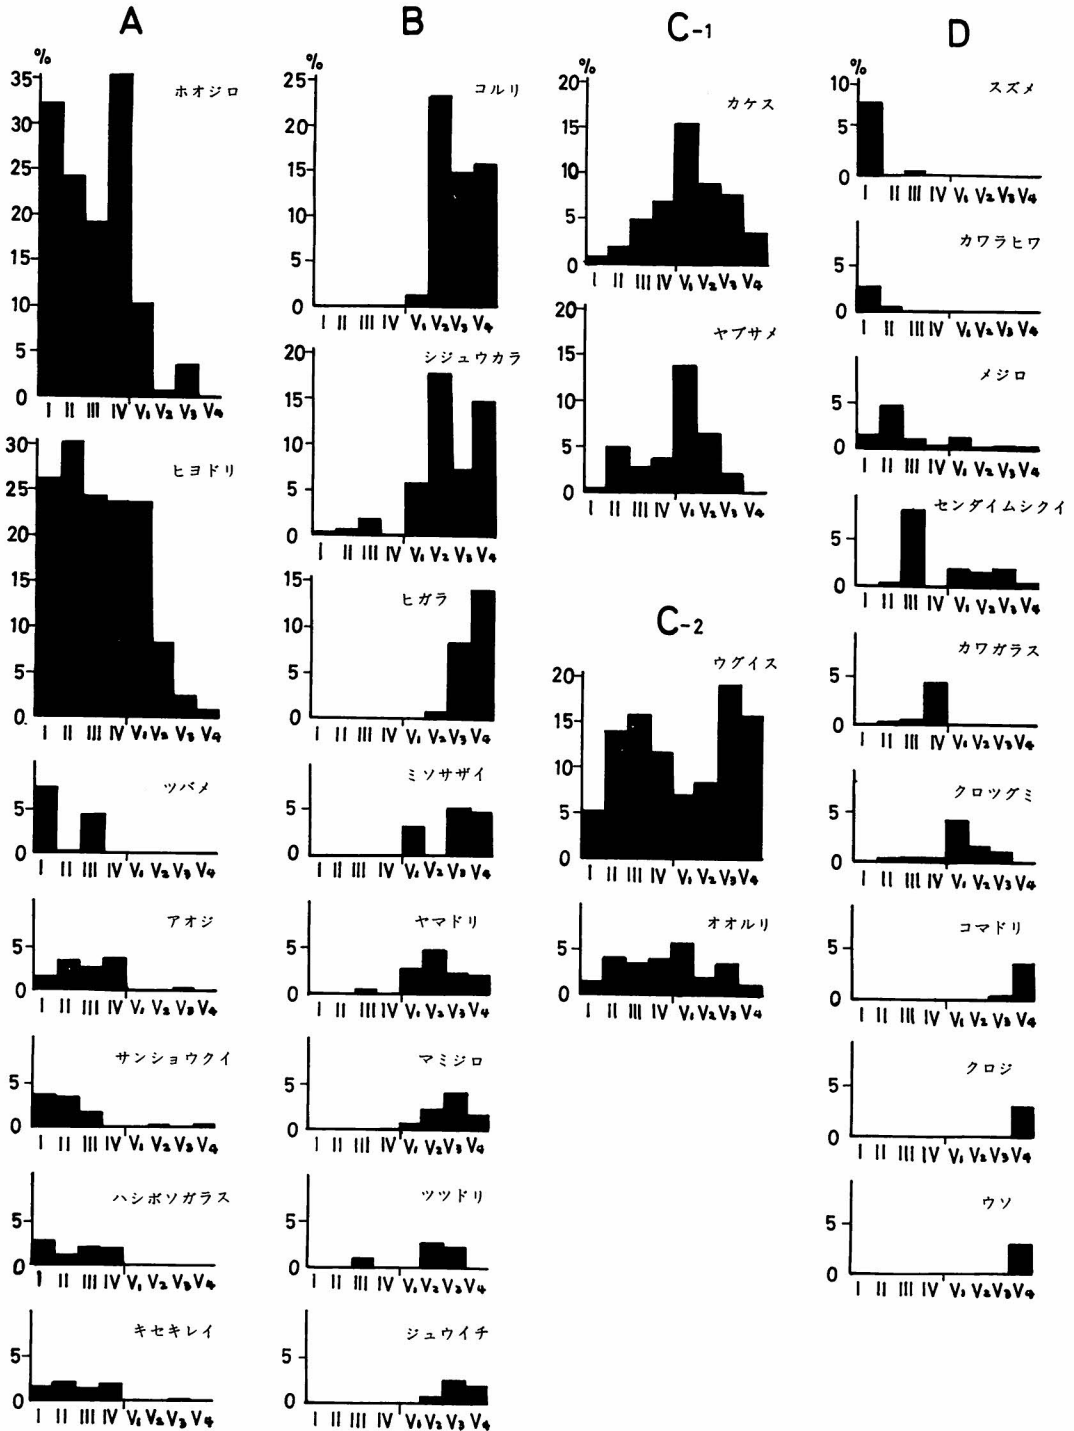 A
%
35
30
25
20
15
10
5
0
ホオジロ
I II III IV V₁ V₂ V₃ V₄
30
25
20
15
10
5
0
ヒヨドリ
I II III IV V₁ V₂ V₃ V₄
5
0
ツバメ
I II III IV V₁ V₂ V₃ V₄
5
0
アオジ
I II III IV V₁ V₂ V₃ V₄
5
0
サンショウクイ
I II III IV V₁ V₂ V₃ V₄
5
0
ハシボソガラス
I II III IV V₁ V₂ V₃ V₄
5
0
キセキレイ
I II III IV V₁ V₂ V₃ V₄
B
%
25
20
15
10
5
0
コルリ
I II III IV V₁ V₂ V₃ V₄
20
15
10
5
0
シジュウカラ
I II III IV V₁ V₂ V₃ V₄
15
10
5
0
ヒガラ
I II III IV V₁ V₂ V₃ V₄
5
0
ミソサザイ
I II III IV V₁ V₂ V₃ V₄
5
0
ヤマドリ
I II III IV V₁ V₂ V₃ V₄
5
0
マミジロ
I II III IV V₁ V₂ V₃ V₄
5
0
ツツドリ
I II III IV V₁ V₂ V₃ V₄
5
0
ジュウイチ
I II III IV V₁ V₂ V₃ V₄
C-1
%
20
15
10
5
0
カケス
I II III IV V₁ V₂ V₃ V₄
20
15
10
5
0
ヤブサメ
I II III IV V₁ V₂ V₃ V₄
C-2
20
15
10
5
0
ウグイス
I II III IV V₁ V₂ V₃ V₄
5
0
オオルリ
I II III IV V₁ V₂ V₃ V₄
D
%
10
5
0
スズメ
I II III IV V₁ V₂ V₃ V₄
5
0
カワラヒワ
I II III IV V₁ V₂ V₃ V₄
5
0
メジロ
I II III IV V₁ V₂ V₃ V₄
5
0
センダイムシクイ
I II III IV V₁ V₂ V₃ V₄
5
0
カワガラス
I II III IV V₁ V₂ V₃ V₄
5
0
クロツグミ
I II III IV V₁ V₂ V₃ V₄
5
0
コマドリ
I II III IV V₁ V₂ V₃ V₄
5
0
クロジ
I II III IV V₁ V₂ V₃ V₄
5
0
ウソ
I II III IV V₁ V₂ V₃ V₄